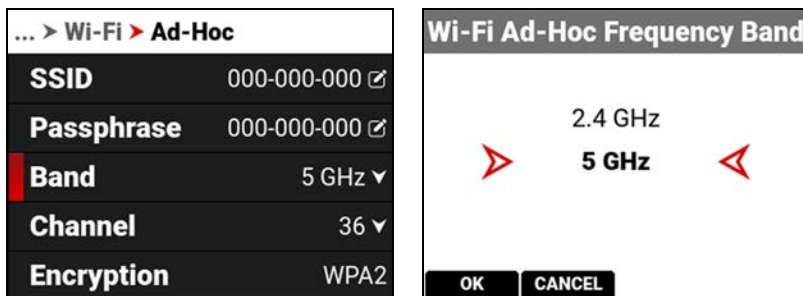 ... > Wi-Fi > Ad-Hoc
SSID 000-000-000
Passphrase 000-000-000
Band 5 GHz
Channel 36
Encryption WPA2
Wi-Fi Ad-Hoc Frequency Band
2.4 GHz
5 GHz
OK CANCEL